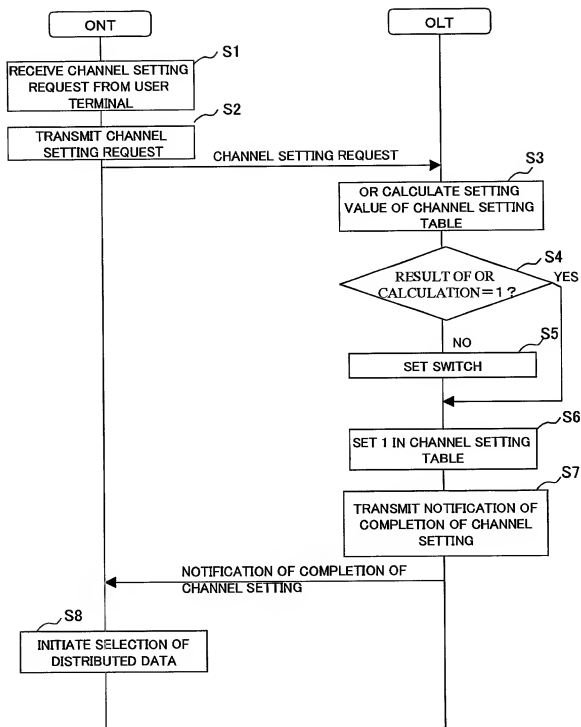 ONT
OLT
S1
RECEIVE CHANNEL SETTING
REQUEST FROM USER
TERMINAL
S2
TRANSMIT CHANNEL
SETTING REQUEST
CHANNEL SETTING REQUEST
S3
OR CALCULATE SETTING
VALUE OF CHANNEL SETTING
TABLE
S4
RESULT OF OR
CALCULATION=1?
YES
NO
S5
SET SWITCH
S6
SET 1 IN CHANNEL SETTING
TABLE
S7
TRANSMIT NOTIFICATION OF
COMPLETION OF CHANNEL
SETTING
NOTIFICATION OF COMPLETION OF
CHANNEL SETTING
S8
INITIATE SELECTION OF
DISTRIBUTED DATA